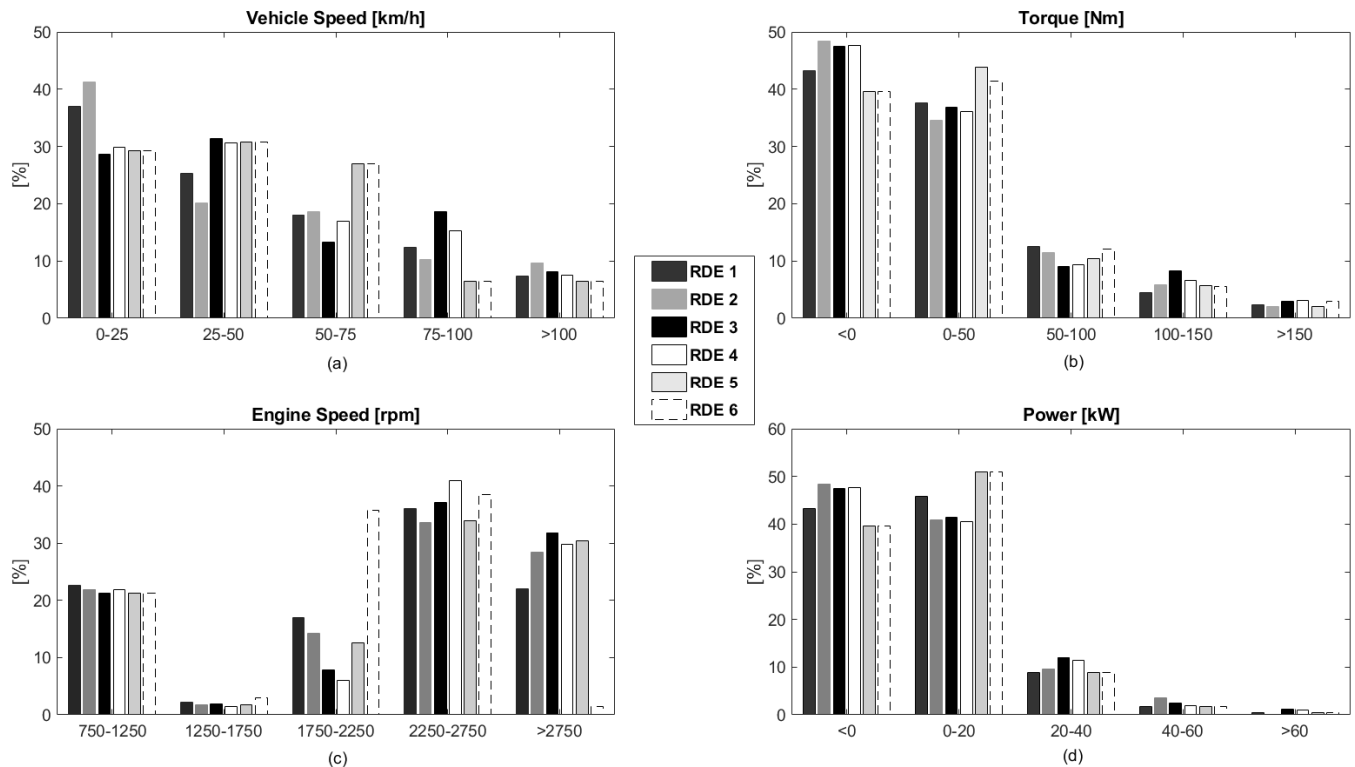 Vehicle Speed [km/h]
50
40
30
20
10
0
[%]
0-25 25-50 50-75 75-100 >100
(a)
Torque [Nm]
50
40
30
20
10
0
[%]
<0 0-50 50-100 100-150 >150
(b)
RDE 1
RDE 2
RDE 3
RDE 4
RDE 5
RDE 6
Engine Speed [rpm]
50
40
30
20
10
0
[%]
750-1250 1250-1750 1750-2250 2250-2750 >2750
(c)
Power [kW]
60
50
40
30
20
10
0
[%]
<0 0-20 20-40 40-60 >60
(d)